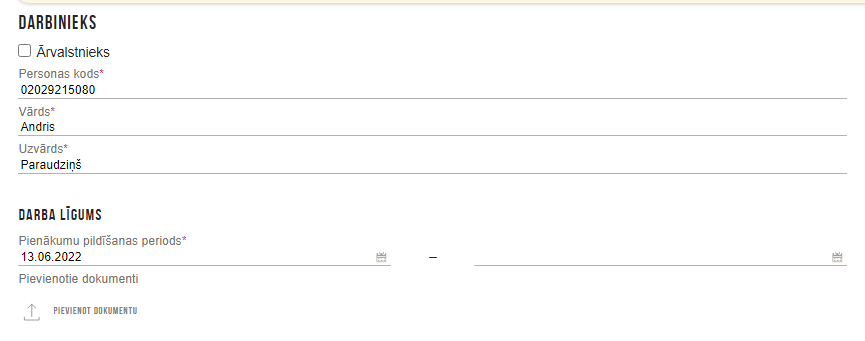 DARBINIEKS
Ārvalstnieks
Personas kods*
02029215080
Vārds*
Andris
Uzvārds*
Paraudziņš
DARBA LĪGUMS
Pienākumu pildīšanas periods*
13.06.2022 –
Pievienotie dokumenti
PIEVIENOT DOKUMENTU